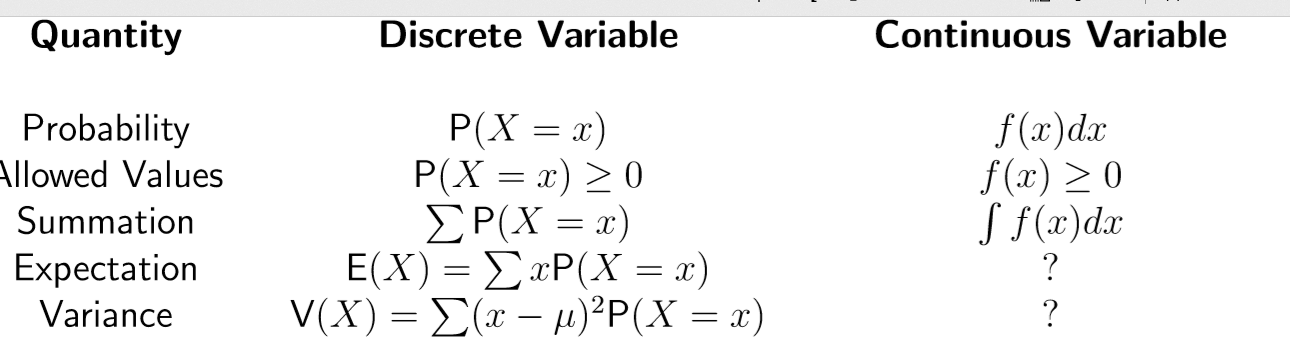 Quantity Discrete Variable Continuous Variable
Probability P(X = x) f(x)dx
Allowed Values P(X = x) ≥ 0 f(x) ≥ 0
Summation ∑ P(X = x) ∫ f(x)dx
Expectation E(X) = ∑ xP(X = x) ?
Variance V(X) = ∑(x − μ)²P(X = x) ?